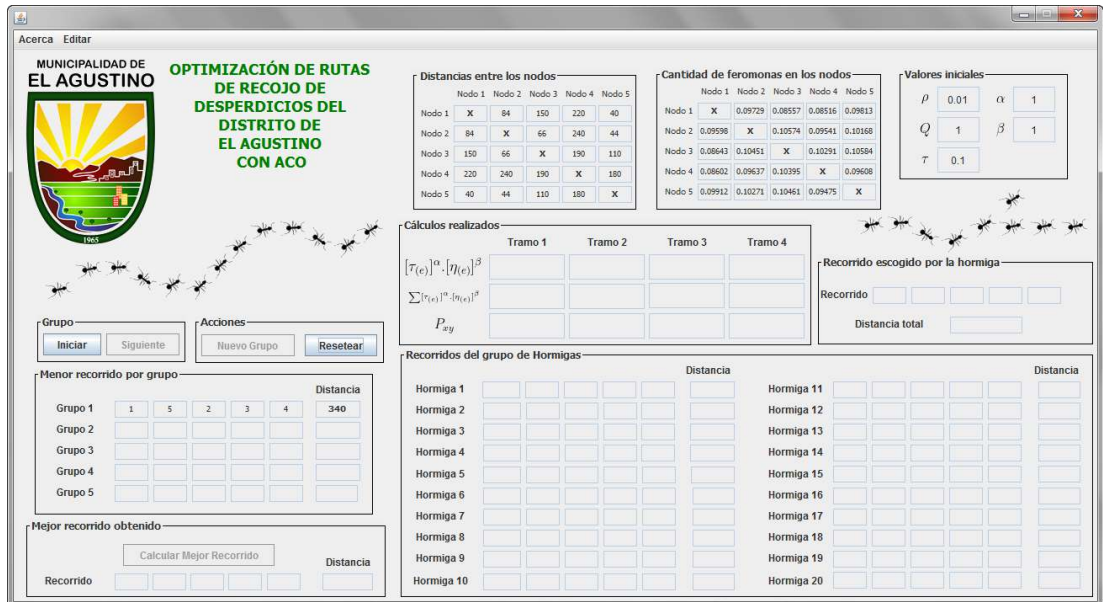 Acerca Editar
MUNICIPALIDAD DE
EL AGUSTINO
1965
OPTIMIZACIÓN DE RUTAS
DE RECOJO DE
DESPERDICIOS DEL
DISTRITO DE
EL AGUSTINO
CON ACO
Distancias entre los nodos
Nodo 1 Nodo 2 Nodo 3 Nodo 4 Nodo 5
Nodo 1 X 84 150 220 40
Nodo 2 84 X 66 240 44
Nodo 3 150 66 X 190 110
Nodo 4 220 240 190 X 180
Nodo 5 40 44 110 180 X
Cantidad de feromonas en los nodos
Nodo 1 Nodo 2 Nodo 3 Nodo 4 Nodo 5
Nodo 1 X 0.09729 0.08557 0.08516 0.09813
Nodo 2 0.09598 X 0.10574 0.09541 0.10168
Nodo 3 0.08643 0.10451 X 0.10291 0.10584
Nodo 4 0.08602 0.09637 0.10395 X 0.09608
Nodo 5 0.09912 0.10271 0.10461 0.09475 X
Valores iniciales
ρ 0.01 α 1
Q 1 β 1
τ 0.1
Cálculos realizados
Tramo 1 Tramo 2 Tramo 3 Tramo 4
[τ(e)]^α.[η(e)]^β
∑[τ(e)]^α.[η(e)]^β
P_xy
Recorrido escogido por la hormiga
Recorrido
Distancia total
Grupo
Iniciar Siguiente
Acciones
Nuevo Grupo Resetear
Menor recorrido por grupo
Distancia
Grupo 1 1 5 2 3 4 340
Grupo 2
Grupo 3
Grupo 4
Grupo 5
Mejor recorrido obtenido
Calcular Mejor Recorrido
Distancia
Recorrido
Recorridos del grupo de Hormigas
Distancia
Hormiga 1
Hormiga 2
Hormiga 3
Hormiga 4
Hormiga 5
Hormiga 6
Hormiga 7
Hormiga 8
Hormiga 9
Hormiga 10
Distancia
Hormiga 11
Hormiga 12
Hormiga 13
Hormiga 14
Hormiga 15
Hormiga 16
Hormiga 17
Hormiga 18
Hormiga 19
Hormiga 20